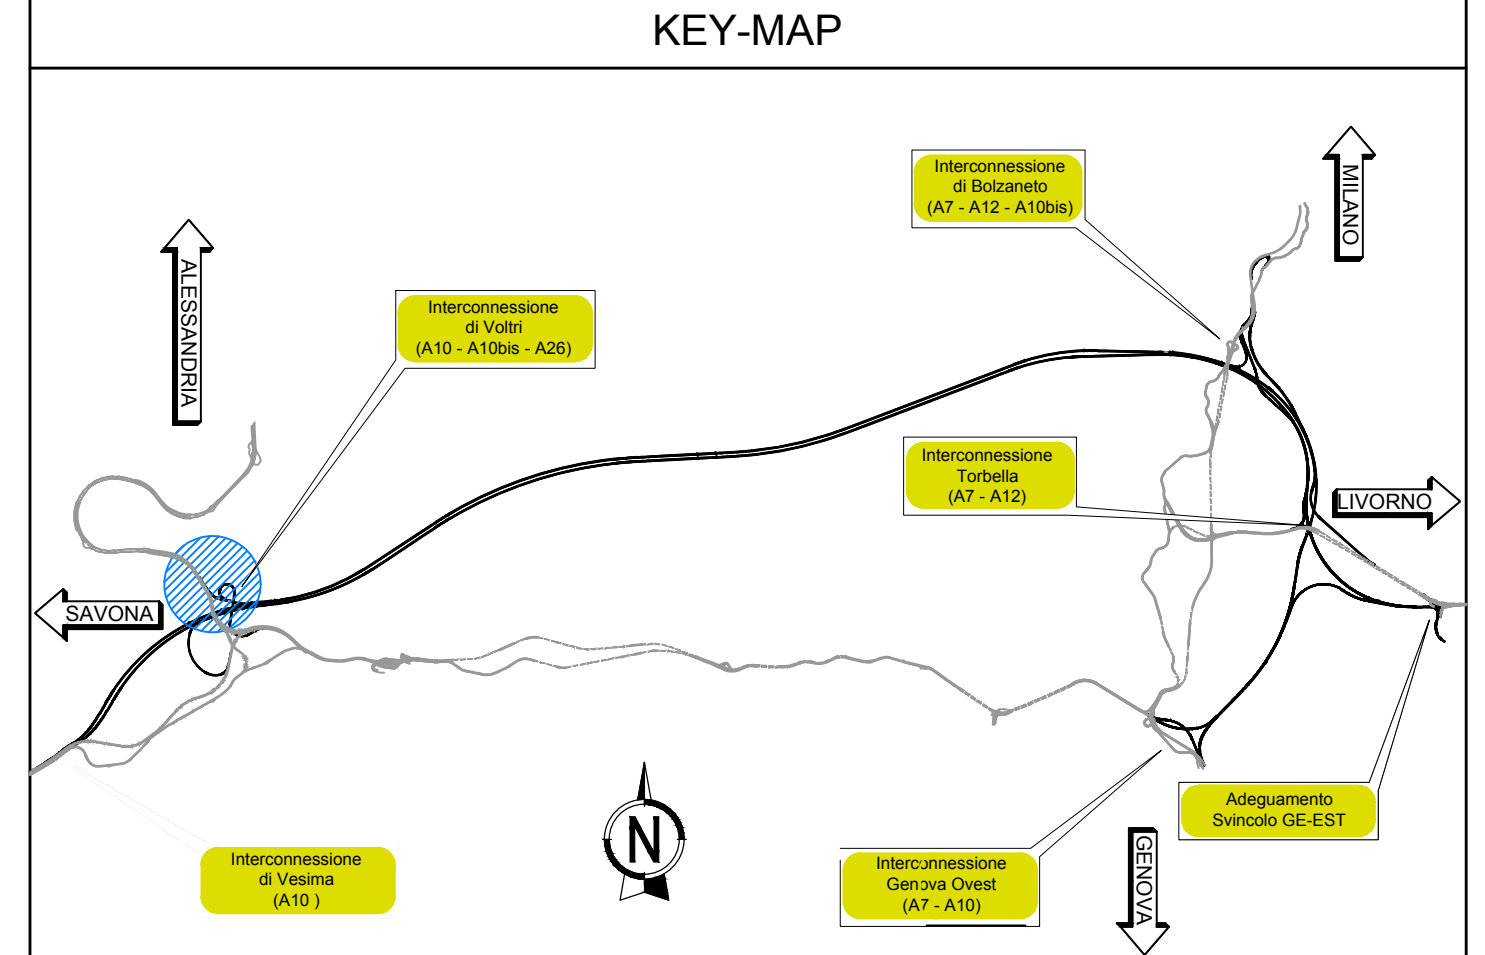 KEY-MAP
Interconnessione
di Bolzaneto
(A7 - A12 - A10bis)
MILANO
ALESSANDRIA
Interconnessione
di Voltri
(A10 - A10bis - A26)
Interconnessione
Torbella
(A7 - A12)
LIVORNO
SAVONA
Adeguamento
Svincolo GE-EST
N
Interconnessione
di Vesima
(A10 )
Interconnessione
Genova Ovest
(A7 - A10)
GENOVA